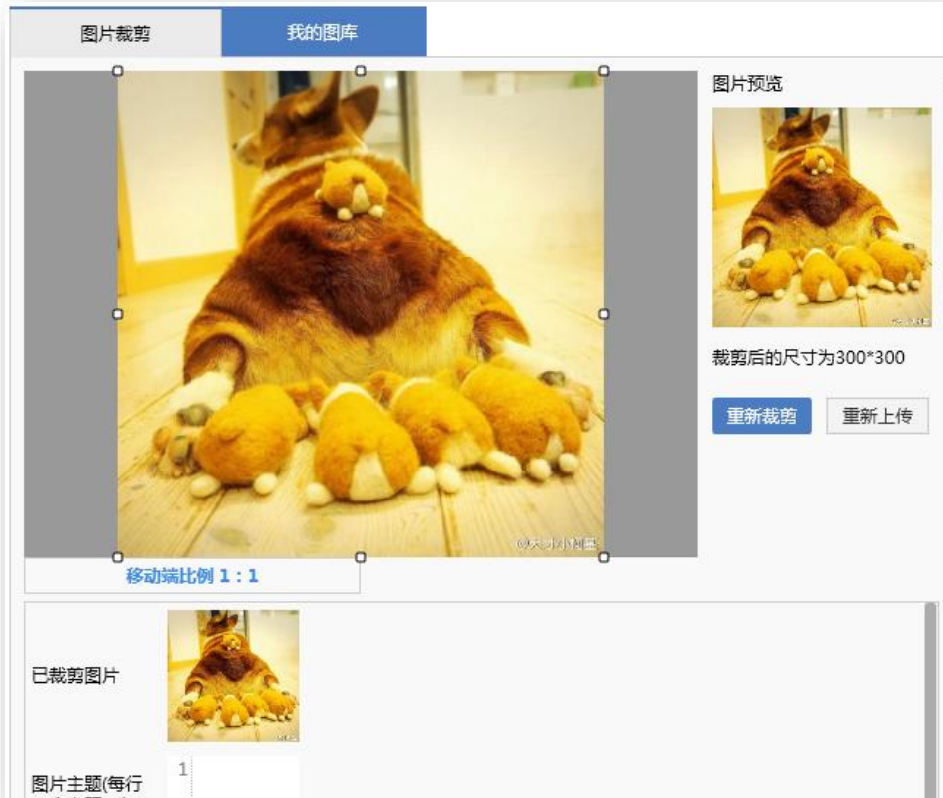 图片裁剪
我的图库
图片预览
裁剪后的尺寸为300*300
重新裁剪
重新上传
移动端比例 1：1
已裁剪图片
图片主题(每行
1